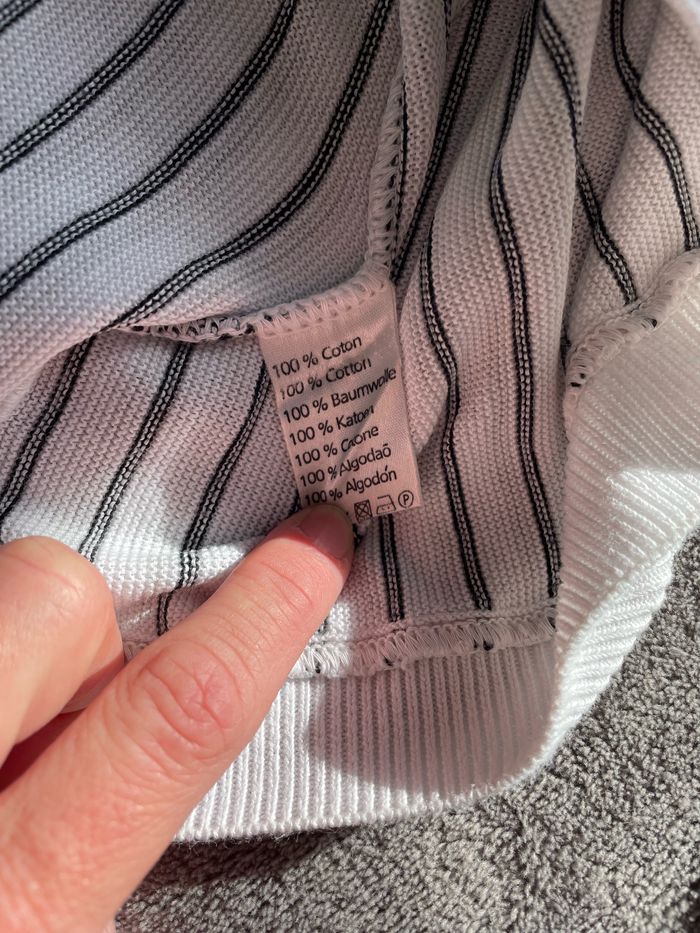 100 % Coton
100 % Cotton
100 % Baumwolle
100 % Katoen
100 % Cotone
100 % Algodaõ
100 % Algodón
P